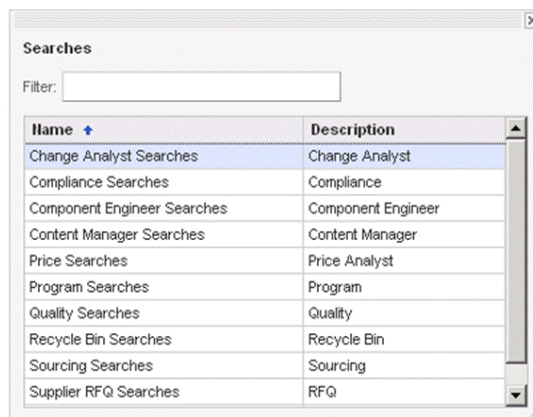 Searches
Filter:
Name Description
Change Analyst Searches Change Analyst
Compliance Searches Compliance
Component Engineer Searches Component Engineer
Content Manager Searches Content Manager
Price Searches Price Analyst
Program Searches Program
Quality Searches Quality
Recycle Bin Searches Recycle Bin
Sourcing Searches Sourcing
Supplier RFQ Searches RFQ